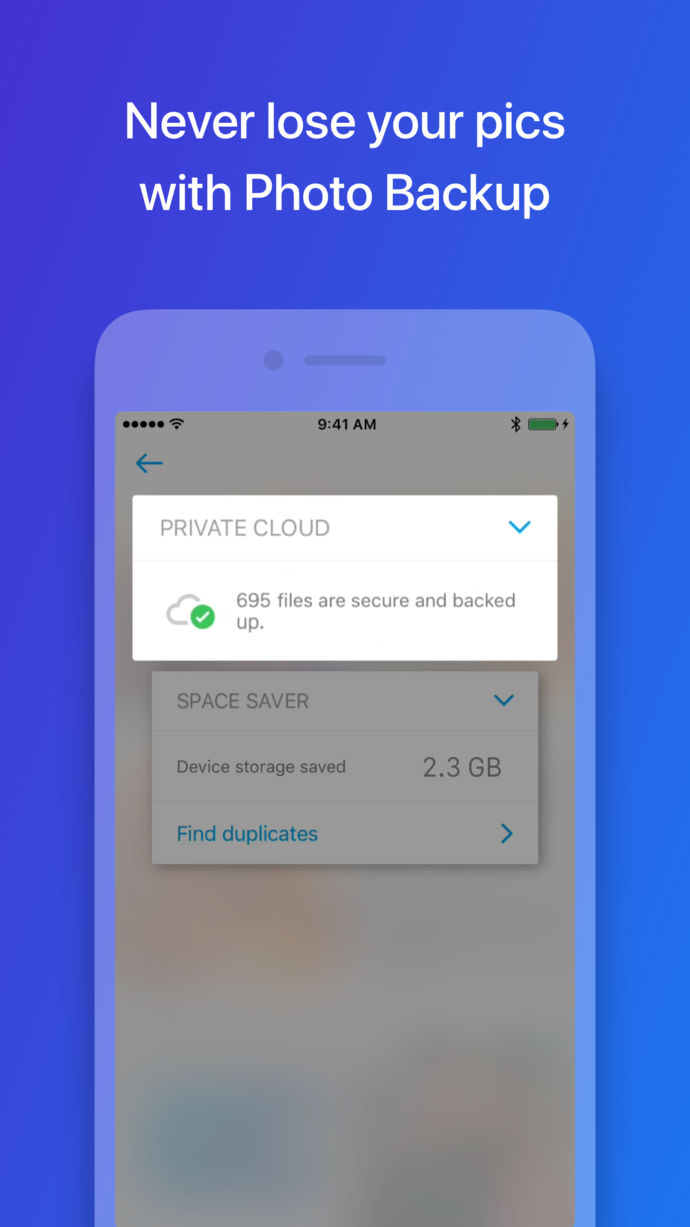 Never lose your pics
with Photo Backup
9:41 AM
PRIVATE CLOUD
695 files are secure and backed
up.
SPACE SAVER
Device storage saved 2.3 GB
Find duplicates